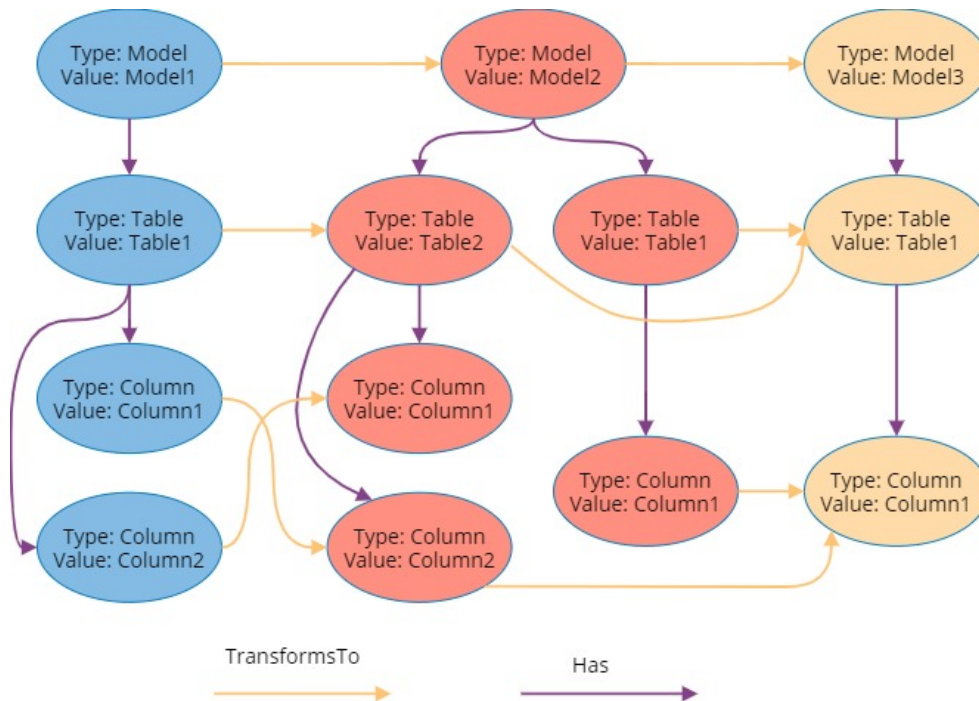 Type: Model
Value: Model1
Type: Model
Value: Model2
Type: Model
Value: Model3
Type: Table
Value: Table1
Type: Table
Value: Table2
Type: Table
Value: Table1
Type: Table
Value: Table1
Type: Column
Value: Column1
Type: Column
Value: Column1
Type: Column
Value: Column2
Type: Column
Value: Column2
Type: Column
Value: Column1
Type: Column
Value: Column1
TransformsTo
Has